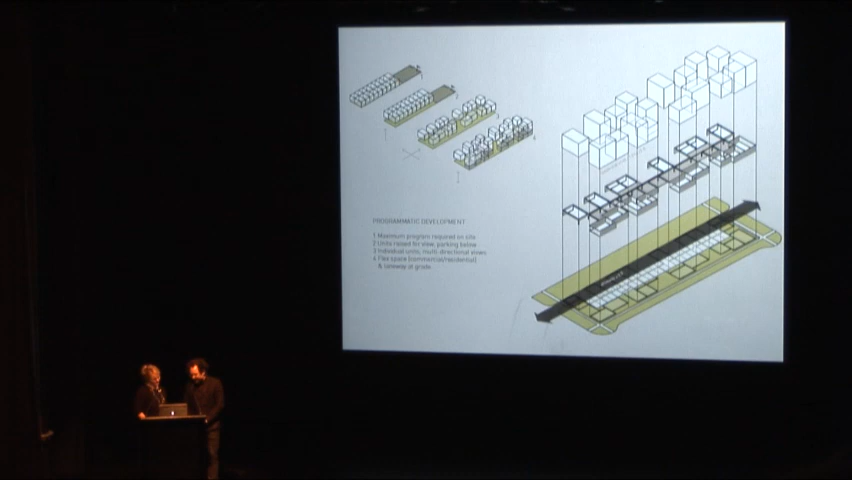 PROGRAMMATIC DEVELOPMENT
1 Maximum program required on site
2 Units raised for view, parking below
3 Individual units, multi-directional views
4 Flex space [commercial/residential]
& laneway at grade